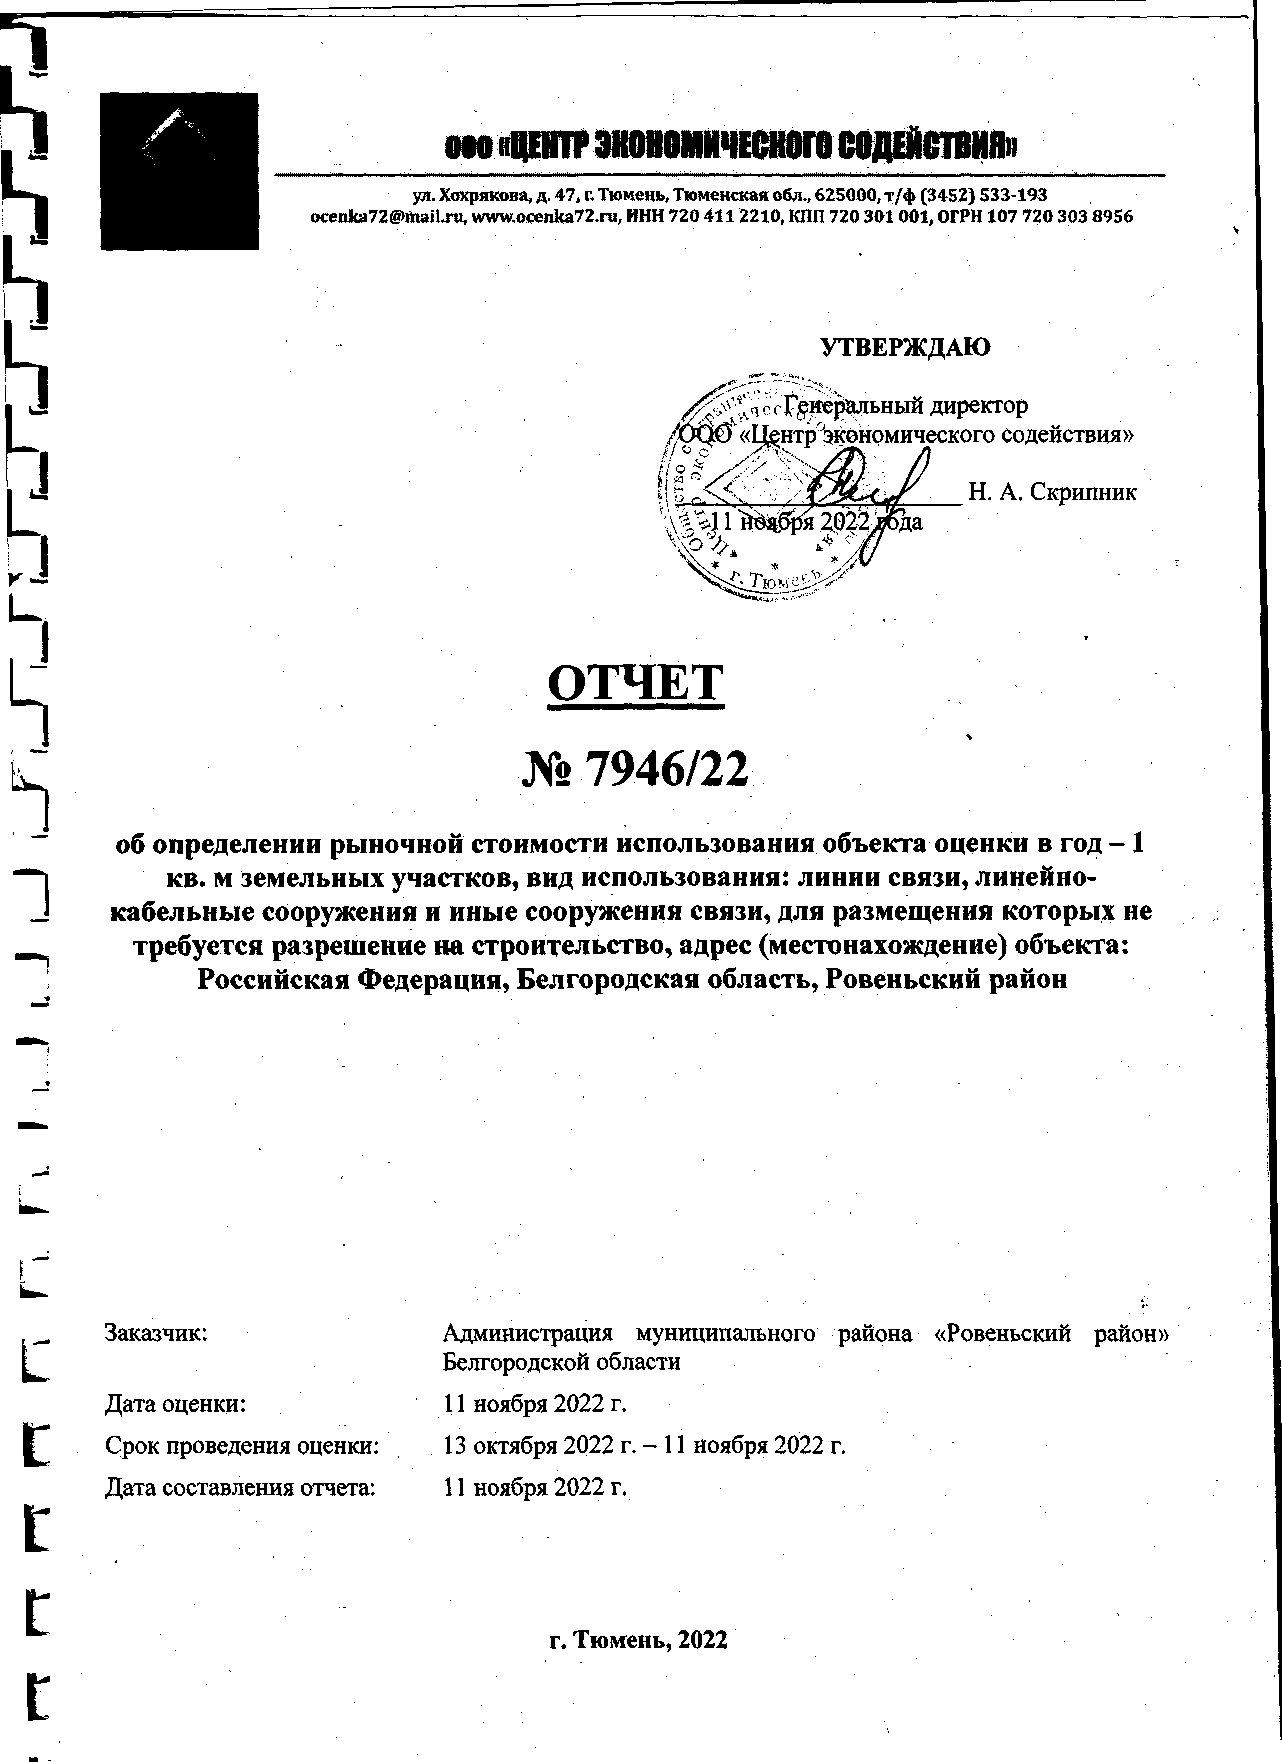 ООО «ЦЕНТР ЭКОНОМИЧЕСКОГО СОДЕЙСТВИЯ»
ул. Хохрякова, д. 47, г. Тюмень, Тюменская обл., 625000, т/ф (3452) 533-193
ocenka72@mail.ru, www.ocenka72.ru, ИНН 720 411 2210, КПП 720 301 001, ОГРН 107 720 303 8956
УТВЕРЖДАЮ
Генеральный директор
ООО «Центр экономического содействия»
Н. А. Скрипник
11 ноября 2022 года
г. Тюмень
ОТЧЕТ
№ 7946/22
об определении рыночной стоимости использования объекта оценки в год – 1
кв. м земельных участков, вид использования: линии связи, линейно-
кабельные сооружения и иные сооружения связи, для размещения которых не
требуется разрешение на строительство, адрес (местонахождение) объекта:
Российская Федерация, Белгородская область, Ровеньский район
Заказчик: Администрация муниципального района «Ровеньский район»
Белгородской области
Дата оценки: 11 ноября 2022 г.
Срок проведения оценки: 13 октября 2022 г. – 11 ноября 2022 г.
Дата составления отчета: 11 ноября 2022 г.
г. Тюмень, 2022